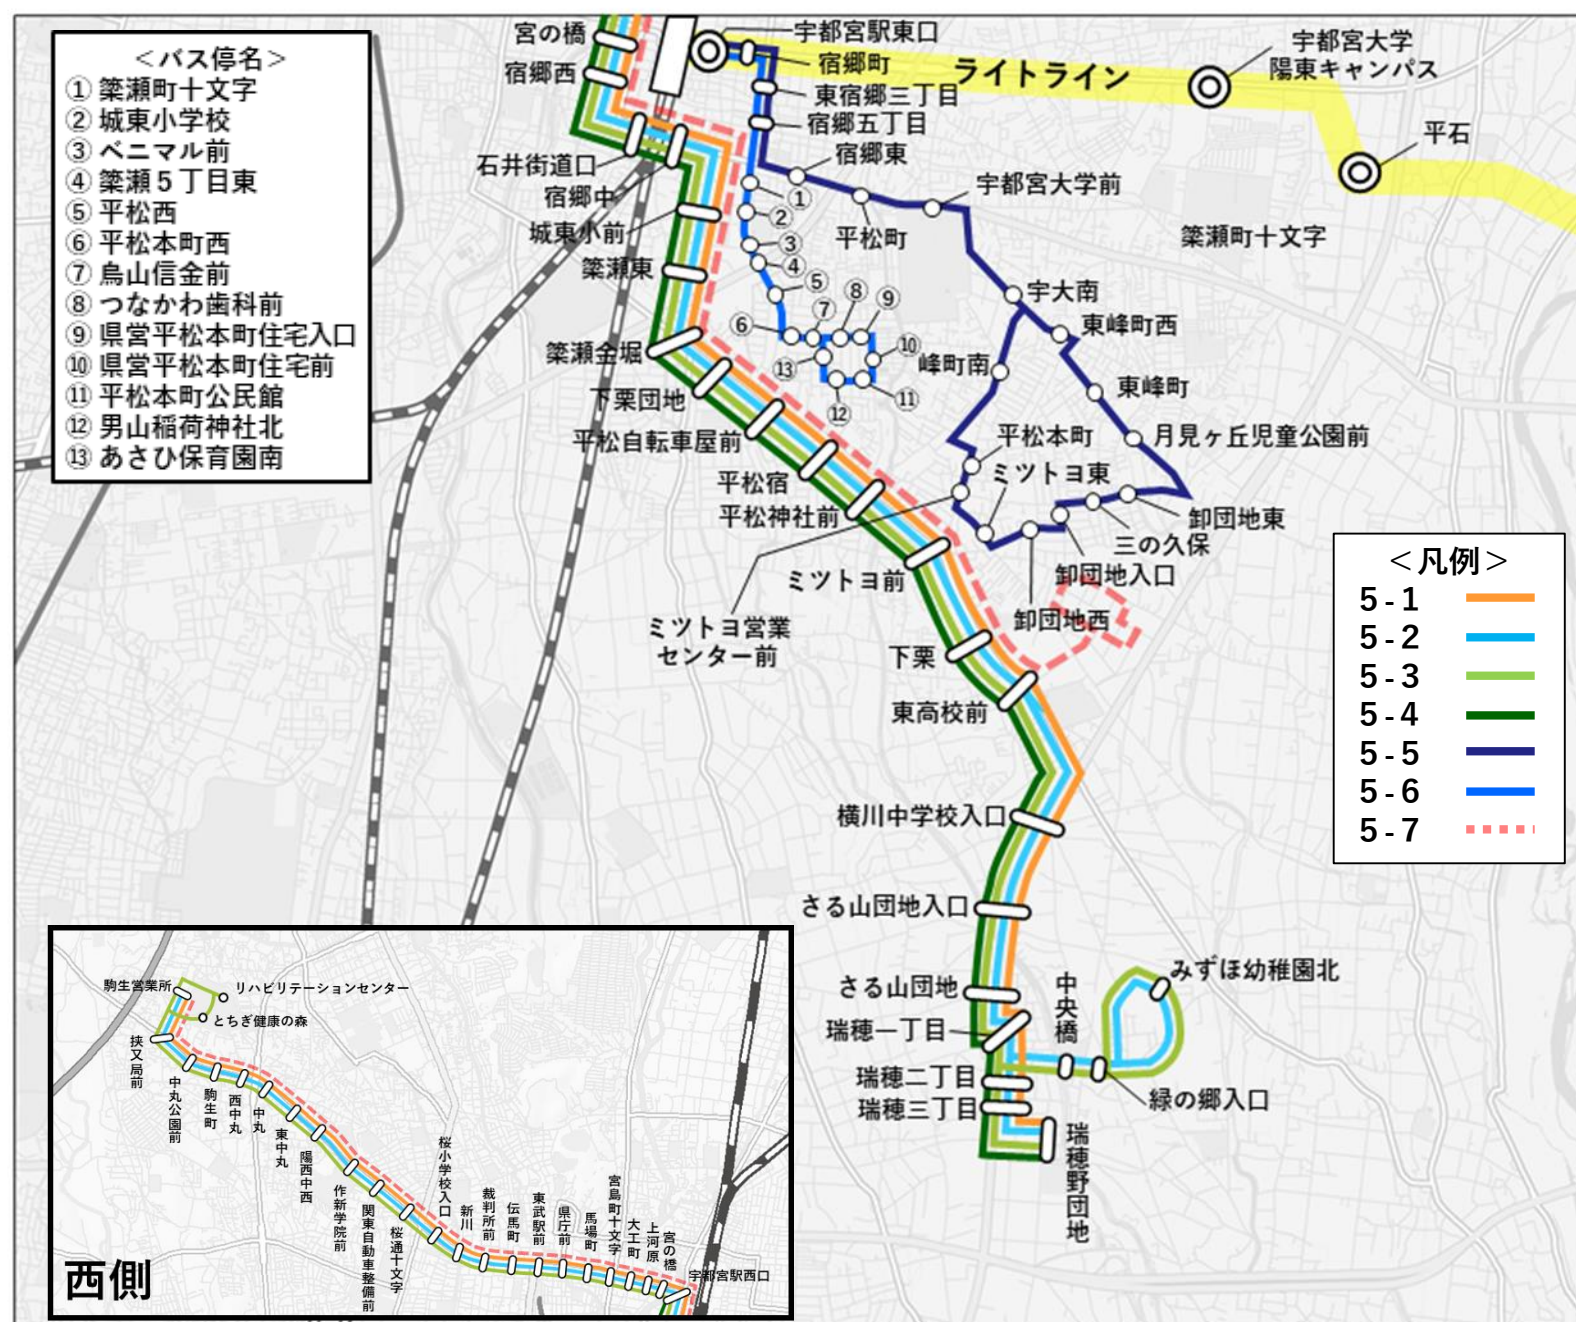 ＜バス停名＞
① 簗瀬町十文字
② 城東小学校
③ ベニマル前
④ 簗瀬５丁目東
⑤ 平松西
⑥ 平松本町西
⑦ 烏山信金前
⑧ つなかわ歯科前
⑨ 県営平松本町住宅入口
⑩ 県営平松本町住宅前
⑪ 平松本町公民館
⑫ 男山稲荷神社北
⑬ あさひ保育園南
宮の橋
宿郷西
石井街道口
宿郷中
城東小前
簗瀬東
簗瀬金堀
下栗団地
平松自転車屋前
平松宿
平松神社前
ミツトヨ前
ミツトヨ営業
センター前
下栗
東高校前
横川中学校入口
さる山団地入口
さる山団地
瑞穂一丁目
瑞穂二丁目
瑞穂三丁目
瑞穂野団地
中央橋
緑の郷入口
みずほ幼稚園北
宇都宮駅東口
宿郷町
東宿郷三丁目
宿郷五丁目
宿郷東
平松町
宇都宮大学前
ライトライン
宇都宮大学
陽東キャンパス
平石
簗瀬町十文字
宇大南
東峰町西
峰町南
東峰町
月見ヶ丘児童公園前
平松本町
ミツトヨ東
卸団地東
三の久保
卸団地入口
卸団地西
①
②
③
④
⑤
⑥
⑦
⑧
⑨
⑩
⑪
⑫
⑬
＜凡例＞
5-1
5-2
5-3
5-4
5-5
5-6
5-7
駒生営業所
リハビリテーションセンター
とちぎ健康の森
挟又局前
中丸公園前
駒生町
西中丸
中丸
東中丸
陽西中西
作新学院前
関東自動車整備前
桜通十文字
桜小学校入口
新川
裁判所前
伝馬町
東武駅前
県庁前
馬場町
宮島町十文字
大工町
上河原
宮の橋
宇都宮駅西口
西側